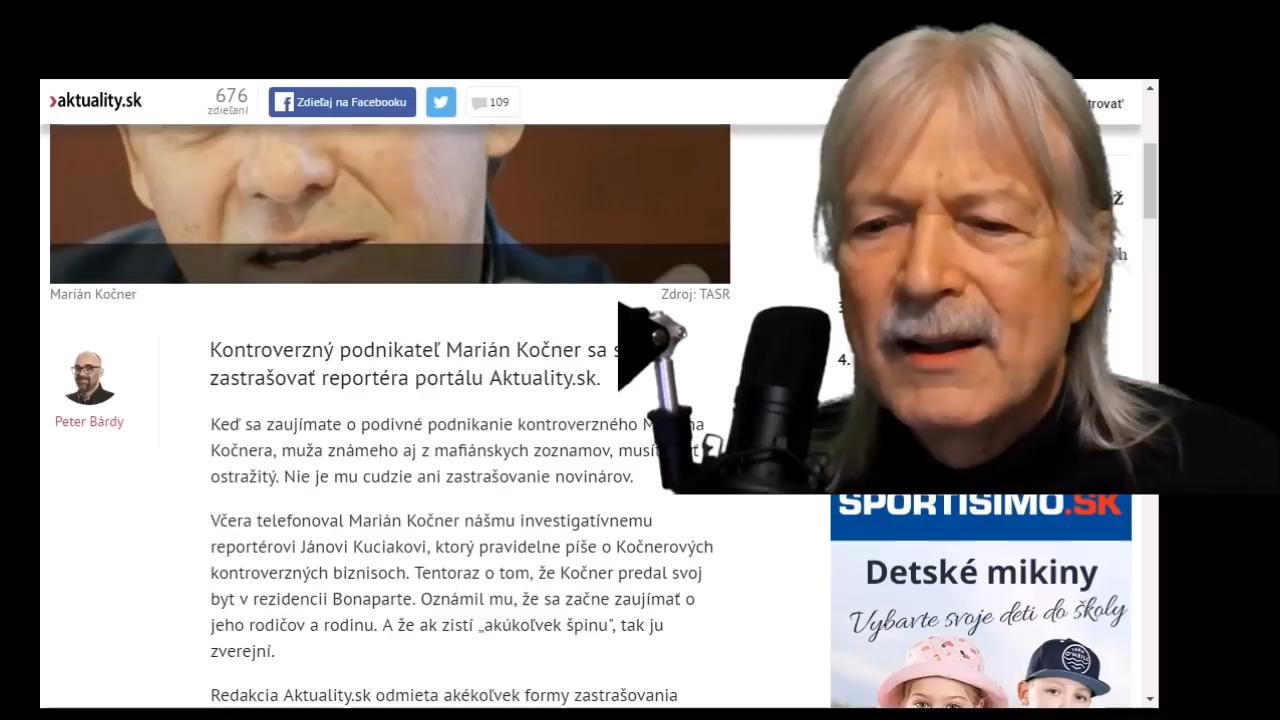 aktuality.sk
676
zdieľaní
Zdieľaj na Facebooku
109
trovať
ž
h
4.
Marián Kočner
Zdroj: TASR
Peter Bárdy
Kontroverzný podnikateľ Marián Kočner sa
zastrašovať reportéra portálu Aktuality.sk.
Keď sa zaujímate o podivné podnikanie kontroverzného
Kočnera, muža známeho aj z mafiánskych zoznamov,
ostražitý. Nie je mu cudzie ani zastrašovanie novinárov.
Včera telefonoval Marián Kočner nášmu investigatívnemu
reportérovi Jánovi Kuciakovi, ktorý pravidelne píše o Kočnerových
kontroverzných biznisoch. Tentoraz o tom, že Kočner predal svoj
byt v rezidencii Bonaparte. Oznámil mu, že sa začne zaujímať o
jeho rodičov a rodinu. A že ak zistí „akúkoľvek špinu", tak ju
zverejní.
Redakcia Aktuality.sk odmieta akékoľvek formy zastrašovania
SPORTISIMO.SK
Detské mikiny
Vybavte svoje deti do školy